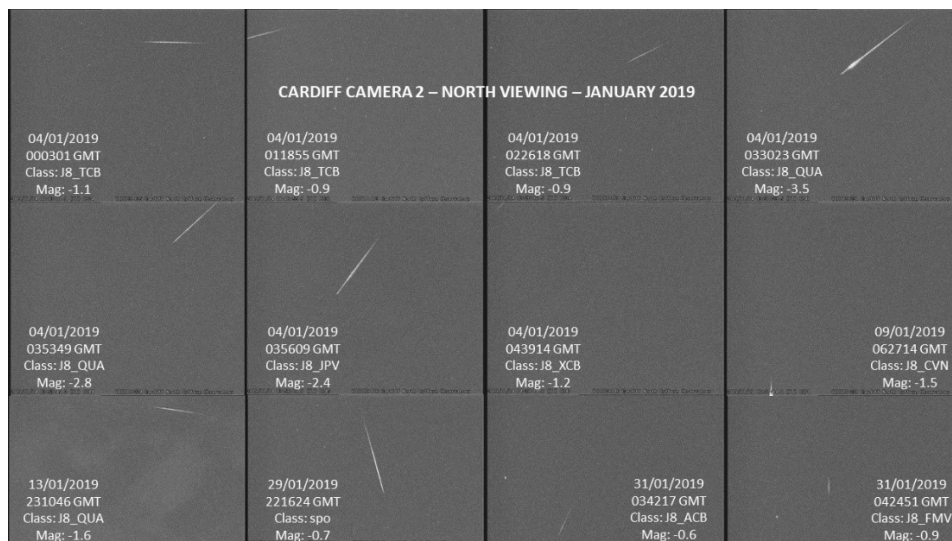 CARDIFF CAMERA 2 – NORTH VIEWING – JANUARY 2019
04/01/2019
000301 GMT
Class: J8_TCB
Mag: -1.1
04/01/2019
011855 GMT
Class: J8_TCB
Mag: -0.9
04/01/2019
022618 GMT
Class: J8_TCB
Mag: -0.9
04/01/2019
033023 GMT
Class: J8_QUA
Mag: -3.5
04/01/2019
035349 GMT
Class: J8_QUA
Mag: -2.8
04/01/2019
035609 GMT
Class: J8_JPV
Mag: -2.4
04/01/2019
043914 GMT
Class: J8_XCB
Mag: -1.2
09/01/2019
062714 GMT
Class: J8_CVN
Mag: -1.5
13/01/2019
231046 GMT
Class: J8_QUA
Mag: -1.6
29/01/2019
221624 GMT
Class: spo
Mag: -0.7
31/01/2019
034217 GMT
Class: J8_ACB
Mag: -0.6
31/01/2019
042451 GMT
Class: J8_FMV
Mag: -0.9